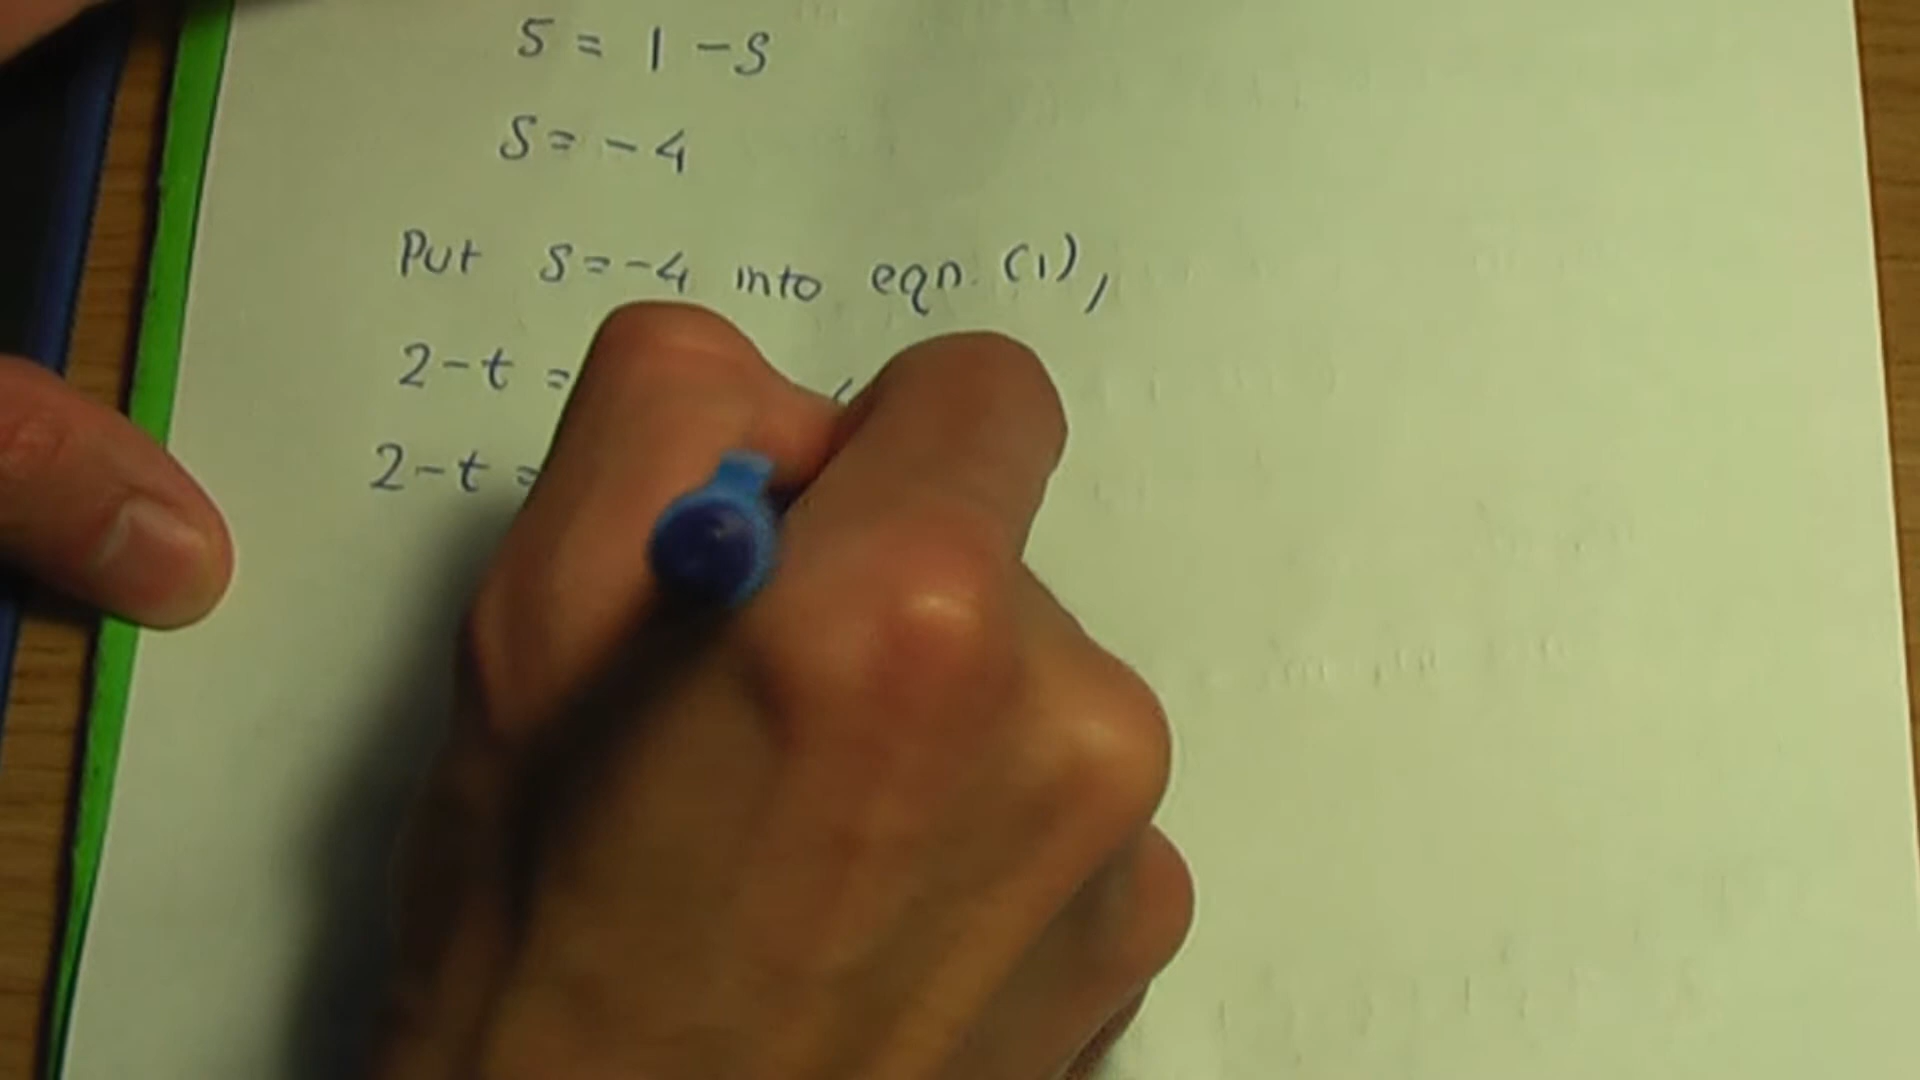 5 = 1 - S
S = -4
Put S = -4 into eqn. (1),
2 - t =
2 - t =